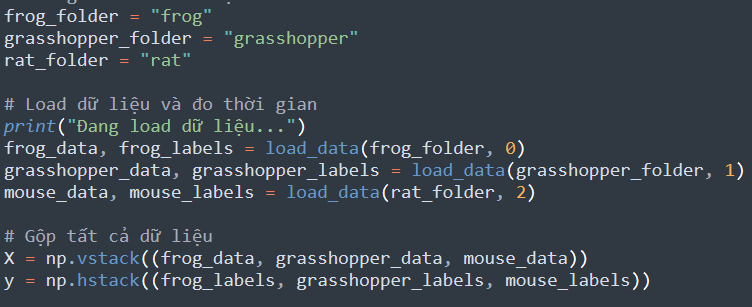 frog_folder = "frog"
grasshopper_folder = "grasshopper"
rat_folder = "rat"
# Load dữ liệu và đo thời gian
print("Đang load dữ liệu...")
frog_data, frog_labels = load_data(frog_folder, 0)
grasshopper_data, grasshopper_labels = load_data(grasshopper_folder, 1)
mouse_data, mouse_labels = load_data(rat_folder, 2)
# Gộp tất cả dữ liệu
X = np.vstack((frog_data, grasshopper_data, mouse_data))
y = np.hstack((frog_labels, grasshopper_labels, mouse_labels))